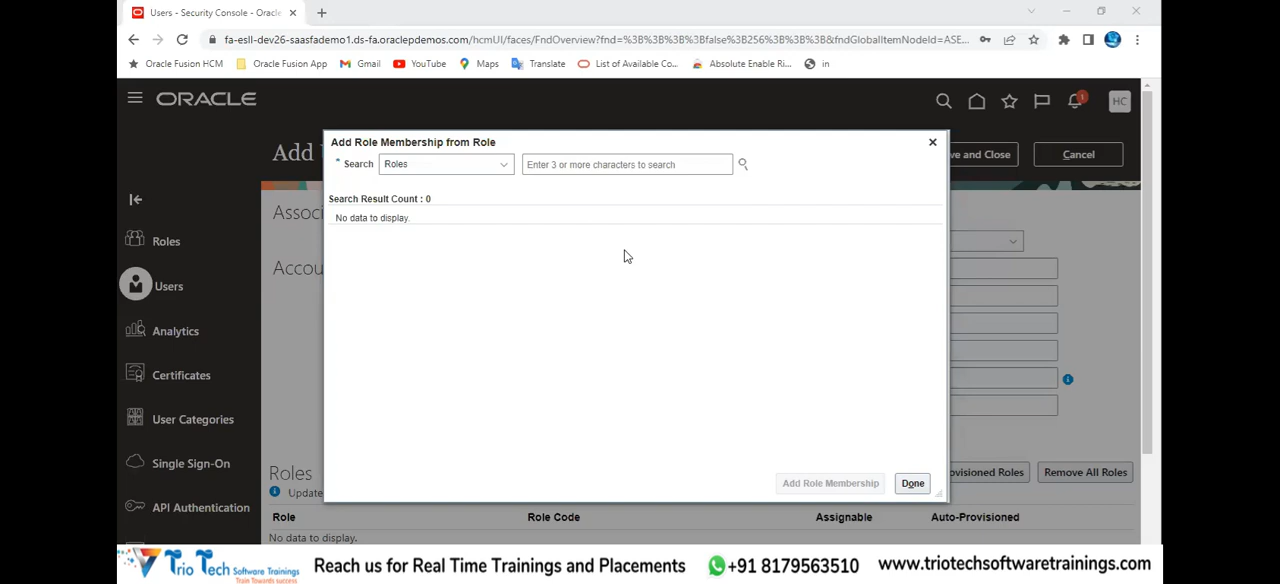 Users - Security Console - Oracle
fa-esll-dev26-saasfademo1.ds-fa.oraclepdemos.com/hcmUI/faces/FndOverview?fnd=%3B%3B%3B%3Bfalse%3B256%3B%3B%3B&fndGlobalItemNodeId=ASE...
Oracle Fusion HCM Oracle Fusion App Gmail YouTube Maps Translate List of Available Co... Absolute Enable Ri... in
ORACLE
1
HC
Add Role Membership from Role
Add
ve and Close
Cancel
* Search Roles Enter 3 or more characters to search
Search Result Count : 0
No data to display.
Associ
Accou
Roles
Users
Analytics
Certificates
User Categories
Single Sign-On
API Authentication
Add Role Membership Done
Roles
ovisioned Roles Remove All Roles
Update
Role Role Code Assignable Auto-Provisioned
No data to display.
Trio Tech Software Trainings
Train Towards success
Reach us for Real Time Trainings and Placements +91 8179563510 www.triotechsoftwaretrainings.com